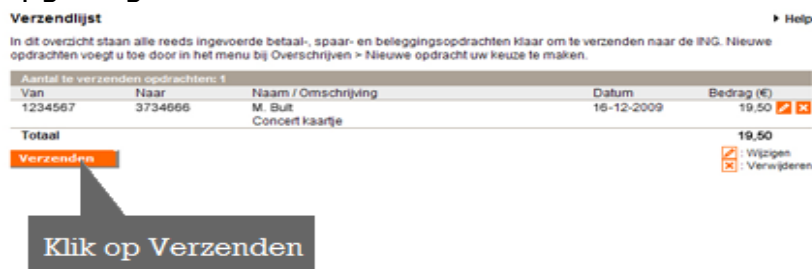 Verzendlijst
Help
In dit overzicht staan alle reeds ingevoerde betaal-, spaar- en beleggingsopdrachten klaar om te verzenden naar de ING. Nieuwe
opdrachten voegt u toe door in het menu bij Overschrijven > Nieuwe opdracht uw keuze te maken.
Aantal te verzenden opdrachten: 1
Van Naar Naam / Omschrijving Datum Bedrag (€)
1234567 3734666 M. Bult 16-12-2009 19,50
Concert kaartje
Totaal 19,50
Verzenden
: Wijzigen
: Verwijderen
Klik op Verzenden